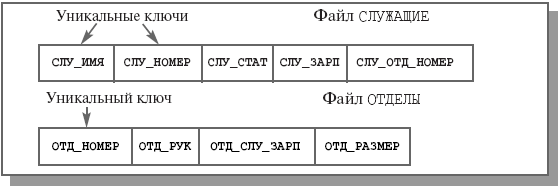 Уникальные ключи Файл СЛУЖАЩИЕ
СЛУ_ИМЯ СЛУ_НОМЕР СЛУ_СТАТ СЛУ_ЗАРП СЛУ_ОТД_НОМЕР
Уникальный ключ Файл ОТДЕЛЫ
ОТД_НОМЕР ОТД_РУК ОТД_СЛУ_ЗАРП ОТД_РАЗМЕР